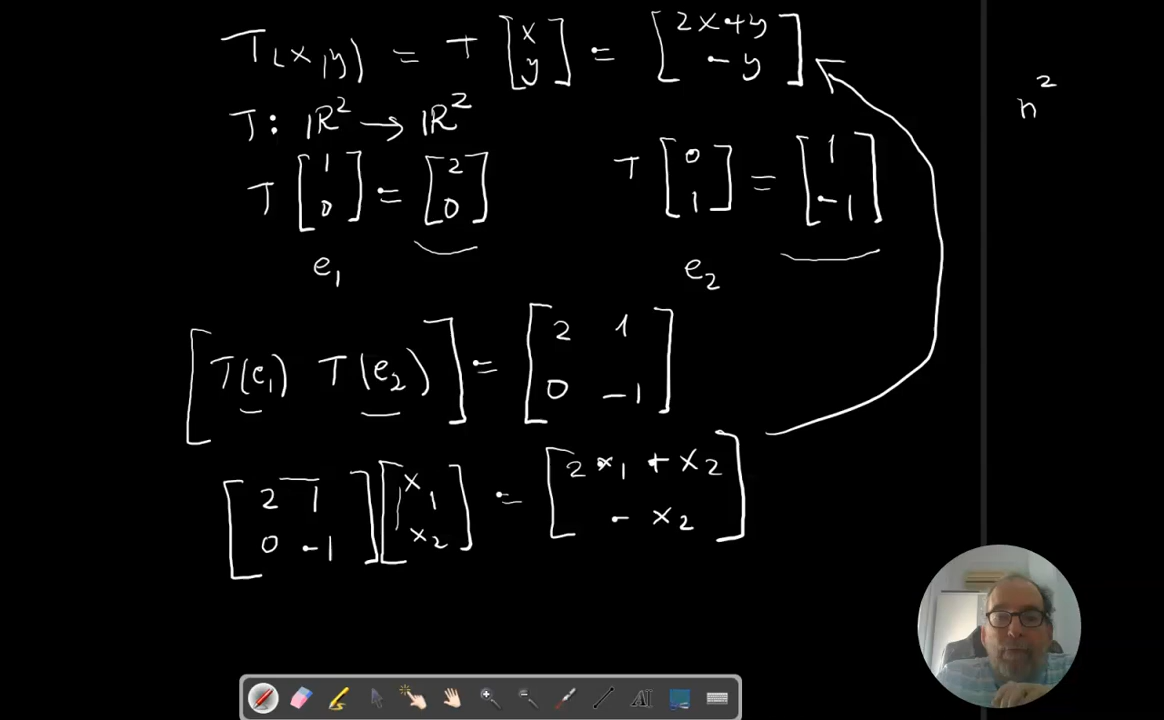 T(x,y) = T [x y] = [2x+y -y]
n²
T: ℝ² → ℝ²
T [1 0] = [2 0] T [0 1] = [1 -1]
e₁ e₂
[T(e₁) T(e₂)] = [2 1 0 -1]
[2 1 0 -1] [x₁ x₂] = [2x₁ + x₂ -x₂]
AI